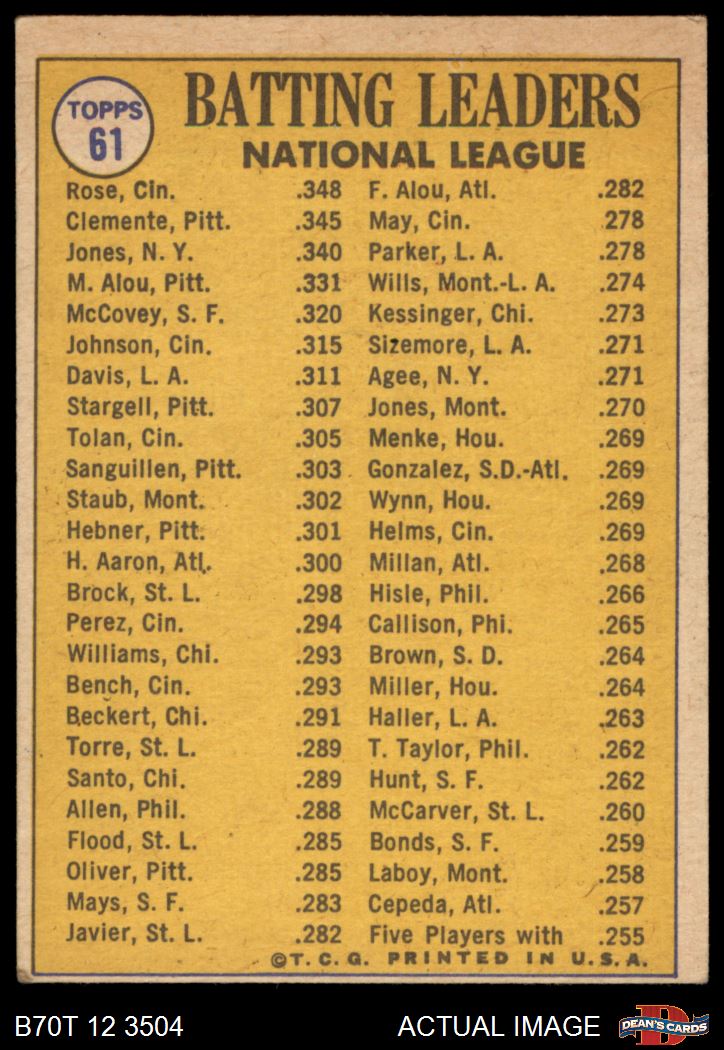 TOPPS
61
BATTING LEADERS
NATIONAL LEAGUE
Rose, Cin. .348 F. Alou, Atl. .282
Clemente, Pitt. .345 May, Cin. 278
Jones, N. Y. .340 Parker, L. A. .278
M. Alou, Pitt. .331 Wills, Mont.-L. A. .274
McCovey, S. F. .320 Kessinger, Chi. .273
Johnson, Cin. .315 Sizemore, L. A. .271
Davis, L. A. .311 Agee, N. Y. .271
Stargell, Pitt. .307 Jones, Mont. .270
Tolan, Cin. .305 Menke, Hou. .269
Sanguillen, Pitt. .303 Gonzalez, S.D.-Atl. .269
Staub, Mont. .302 Wynn, Hou. .269
Hebner, Pitt. .301 Helms, Cin. .269
H. Aaron, Atl. .300 Millan, Atl. .268
Brock, St. L. .298 Hisle, Phil. .266
Perez, Cin. .294 Callison, Phi. .265
Williams, Chi. .293 Brown, S. D. .264
Bench, Cin. .293 Miller, Hou. .264
Beckert, Chi. .291 Haller, L. A. .263
Torre, St. L. .289 T. Taylor, Phil. .262
Santo, Chi. .289 Hunt, S. F. .262
Allen, Phil. .288 McCarver, St. L. .260
Flood, St. L. .285 Bonds, S. F. .259
Oliver, Pitt. .285 Laboy, Mont. .258
Mays, S. F. .283 Cepeda, Atl. .257
Javier, St. L. .282 Five Players with .255
©T. C. G. PRINTED IN U.S.A.
B70T 12 3504 ACTUAL IMAGE D DEAN'S CARDS